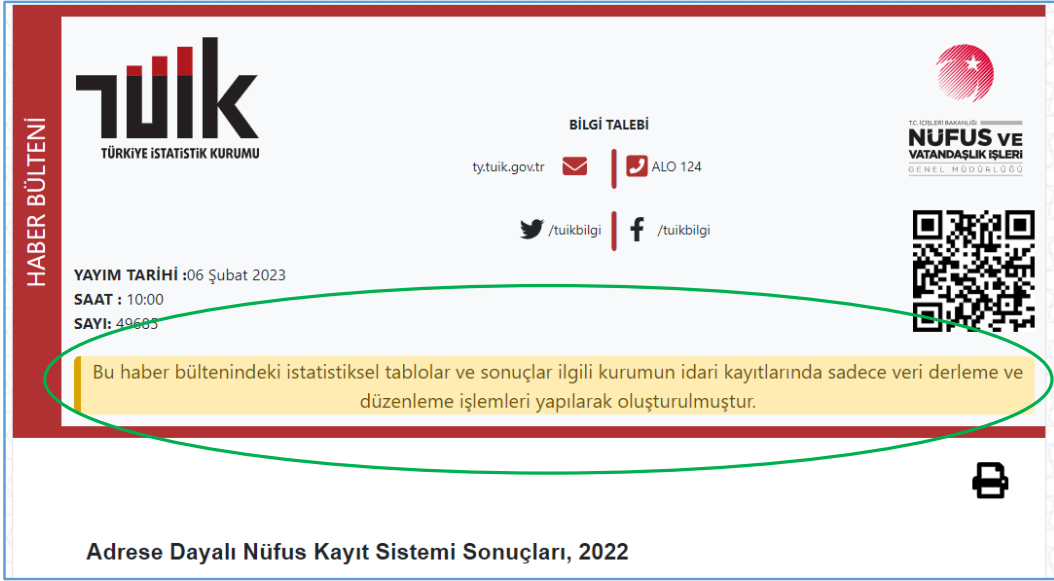 HABER BÜLTENİ
TÜİK
TÜRKİYE İSTATİSTİK KURUMU
BİLGİ TALEBİ
ty.tuik.gov.tr
ALO 124
/tuikbilgi
/tuikbilgi
T.C. İÇİŞLERİ BAKANLIĞI
NÜFUS VE
VATANDAŞLIK İŞLERİ
GENEL MÜDÜRLÜĞÜ
YAYIM TARİHİ :06 Şubat 2023
SAAT : 10:00
SAYI: 49685
Bu haber bültenindeki istatistiksel tablolar ve sonuçlar ilgili kurumun idari kayıtlarında sadece veri derleme ve
düzenleme işlemleri yapılarak oluşturulmuştur.
Adrese Dayalı Nüfus Kayıt Sistemi Sonuçları, 2022